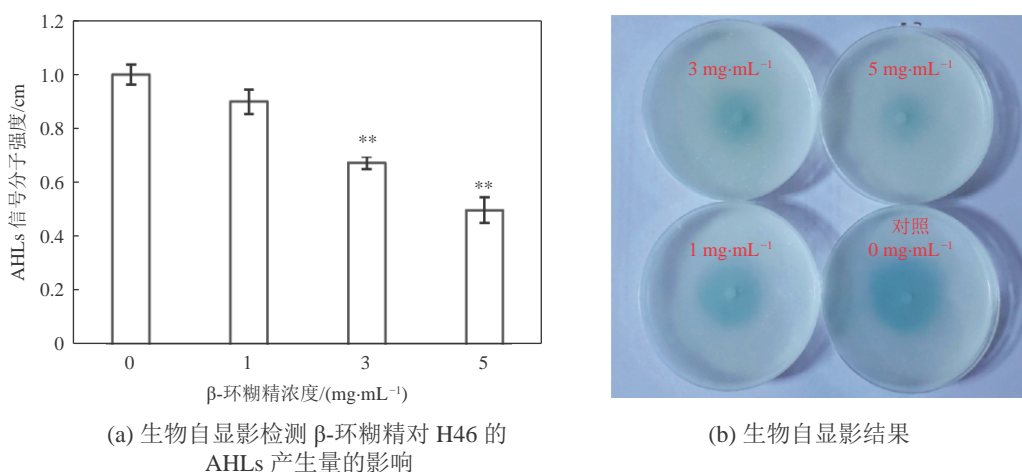 1.2
1.0
0.8
0.6
0.4
0.2
0
AHLs 信号分子强度/cm
**
**
0 1 3 5
β-环糊精浓度/(mg·mL⁻¹)
(a) 生物自显影检测 β-环糊精对 H46 的
AHLs 产生量的影响
3 mg·mL⁻¹
5 mg·mL⁻¹
1 mg·mL⁻¹
对照
0 mg·mL⁻¹
(b) 生物自显影结果